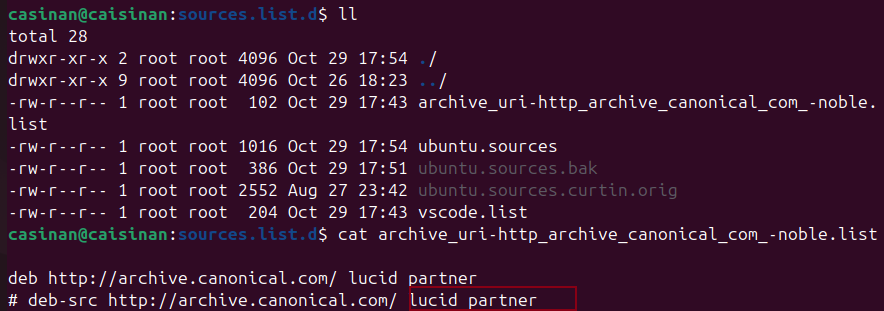 casinan@caisinan:sources.list.d$ ll
total 28
drwxr-xr-x 2 root root 4096 Oct 29 17:54 ./
drwxr-xr-x 9 root root 4096 Oct 26 18:23 ../
-rw-r--r-- 1 root root  102 Oct 29 17:43 archive_uri-http_archive_canonical_com_-noble.
list
-rw-r--r-- 1 root root 1016 Oct 29 17:54 ubuntu.sources
-rw-r--r-- 1 root root  386 Oct 29 17:51 ubuntu.sources.bak
-rw-r--r-- 1 root root 2552 Aug 27 23:42 ubuntu.sources.curtin.orig
-rw-r--r-- 1 root root  204 Oct 29 17:43 vscode.list
casinan@caisinan:sources.list.d$ cat archive_uri-http_archive_canonical_com_-noble.list
deb http://archive.canonical.com/ lucid partner
# deb-src http://archive.canonical.com/ lucid partner